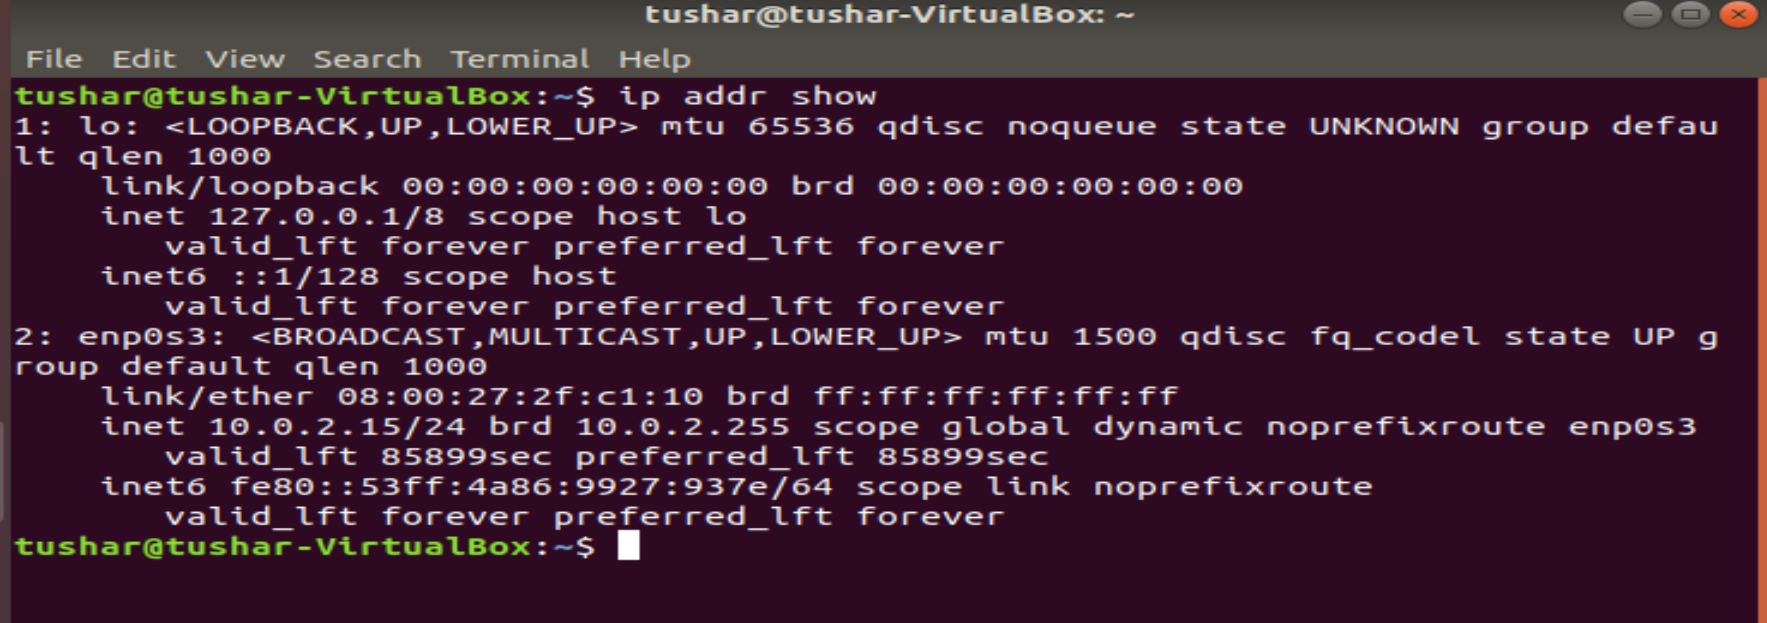 tushar@tushar-VirtualBox: ~
File Edit View Search Terminal Help
tushar@tushar-VirtualBox:~$ ip addr show
1: lo: <LOOPBACK,UP,LOWER_UP> mtu 65536 qdisc noqueue state UNKNOWN group defau
lt qlen 1000
    link/loopback 00:00:00:00:00:00 brd 00:00:00:00:00:00
    inet 127.0.0.1/8 scope host lo
       valid_lft forever preferred_lft forever
    inet6 ::1/128 scope host
       valid_lft forever preferred_lft forever
2: enp0s3: <BROADCAST,MULTICAST,UP,LOWER_UP> mtu 1500 qdisc fq_codel state UP g
roup default qlen 1000
    link/ether 08:00:27:2f:c1:10 brd ff:ff:ff:ff:ff:ff
    inet 10.0.2.15/24 brd 10.0.2.255 scope global dynamic noprefixroute enp0s3
       valid_lft 85899sec preferred_lft 85899sec
    inet6 fe80::53ff:4a86:9927:937e/64 scope link noprefixroute
       valid_lft forever preferred_lft forever
tushar@tushar-VirtualBox:~$